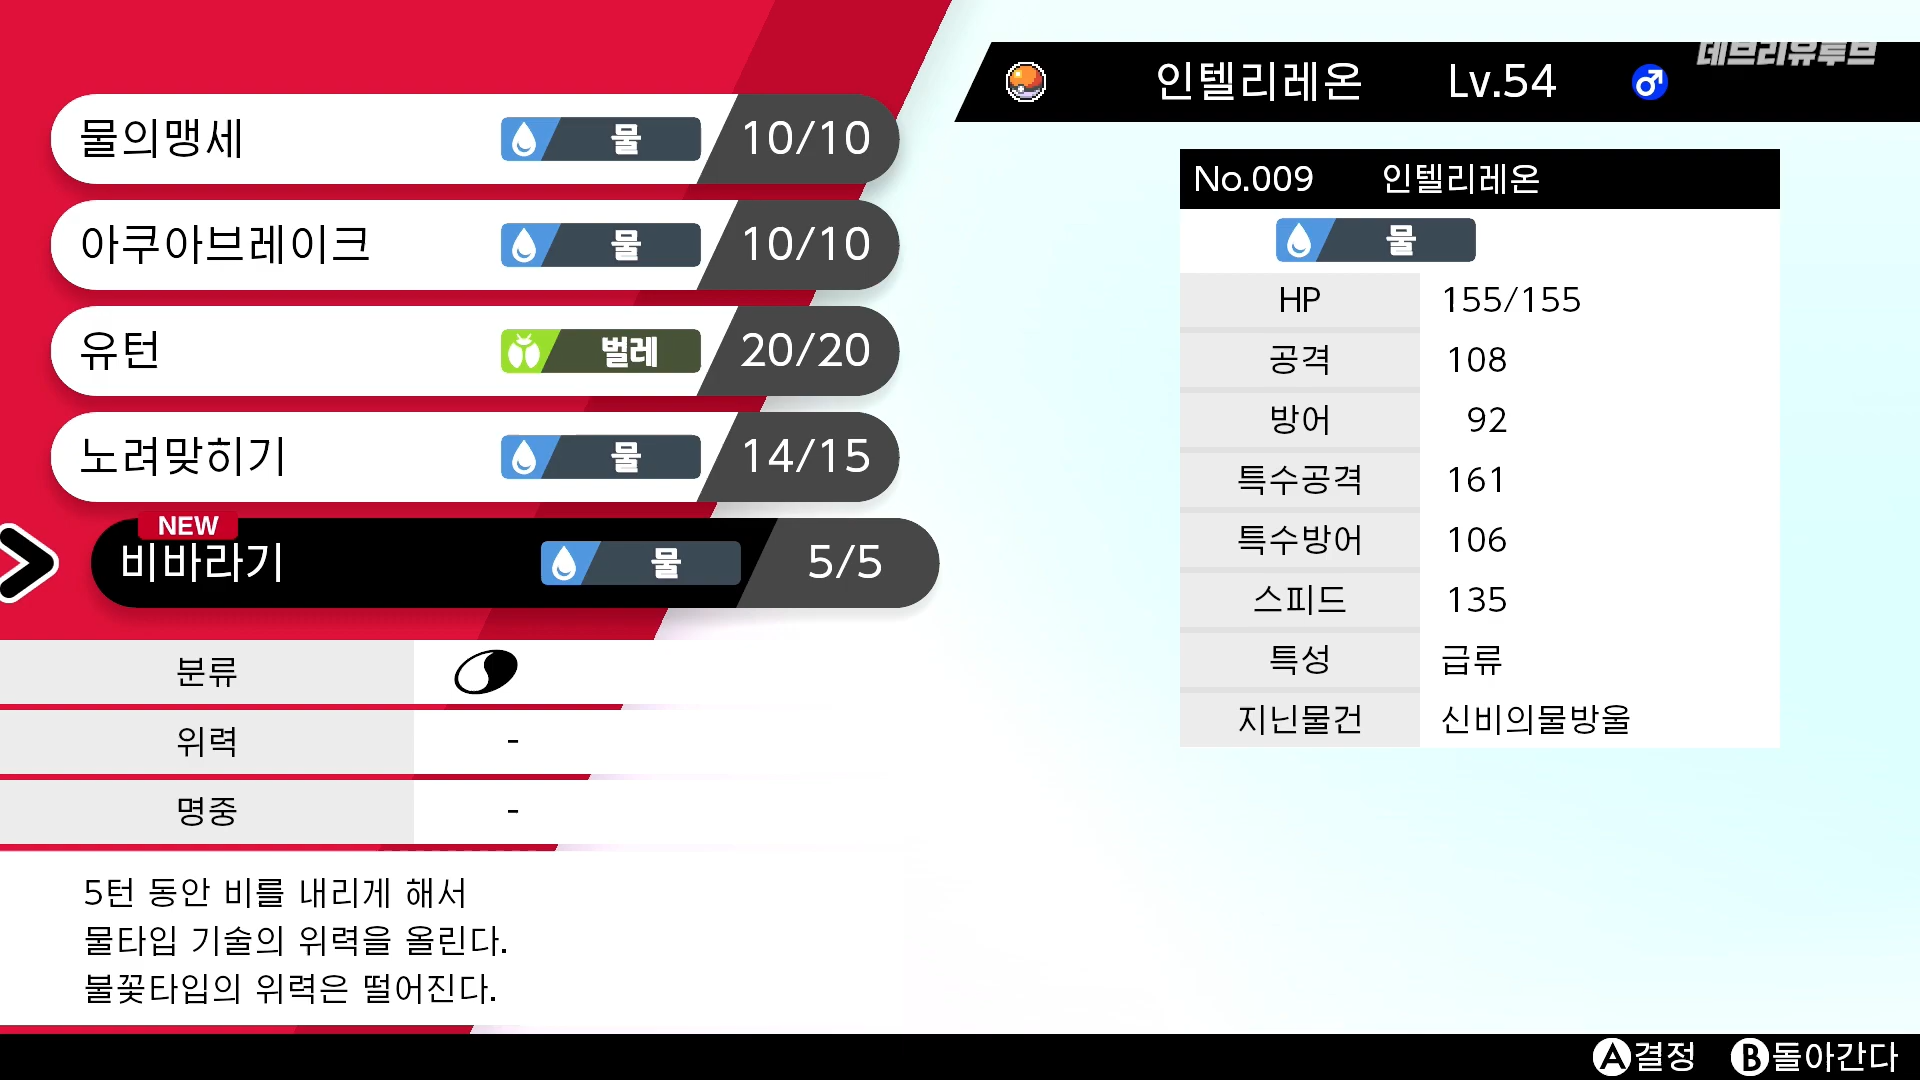 데브리유투브
인텔리레온 Lv.54 ♂
물의맹세 물 10/10
아쿠아브레이크 물 10/10
유턴 벌레 20/20
노려맞히기 물 14/15
NEW
비바라기 물 5/5
분류
위력 -
명중 -
5턴 동안 비를 내리게 해서
물타입 기술의 위력을 올린다.
불꽃타입의 위력은 떨어진다.
No.009 인텔리레온
물
HP 155/155
공격 108
방어 92
특수공격 161
특수방어 106
스피드 135
특성 급류
지닌물건 신비의물방울
A 결정 B 돌아간다